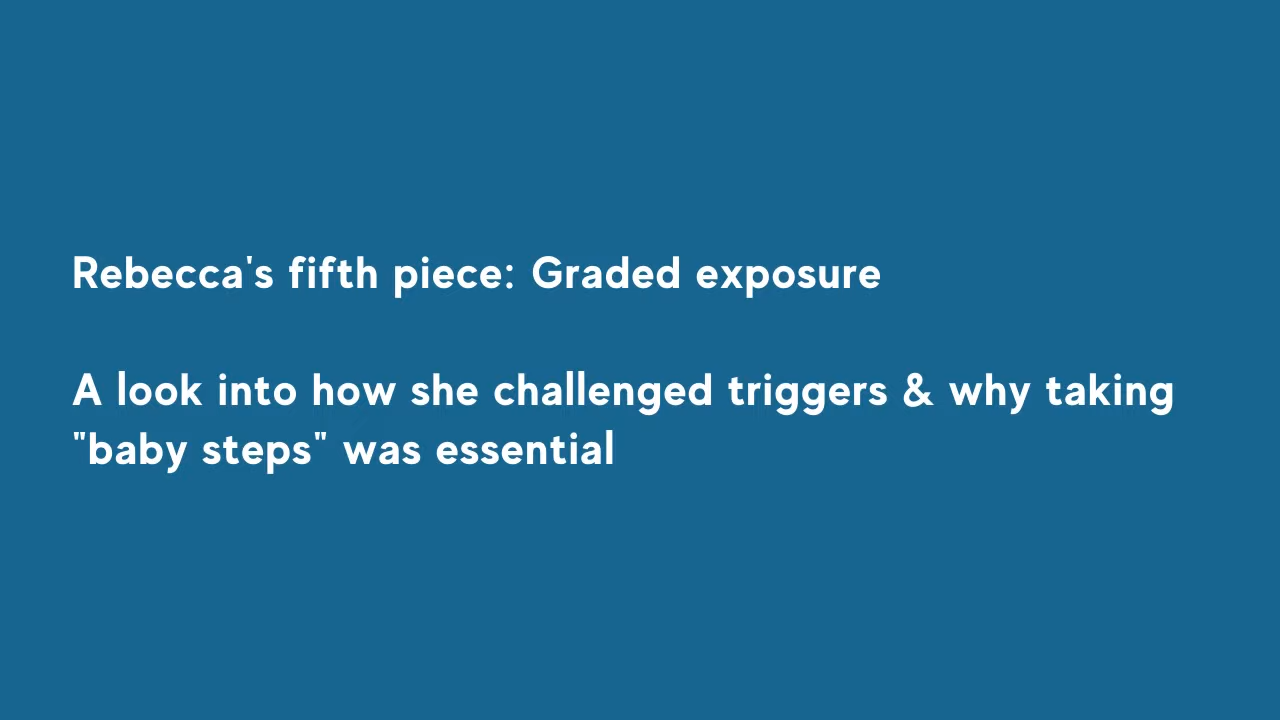 Rebecca's fifth piece: Graded exposure
A look into how she challenged triggers & why taking
"baby steps" was essential